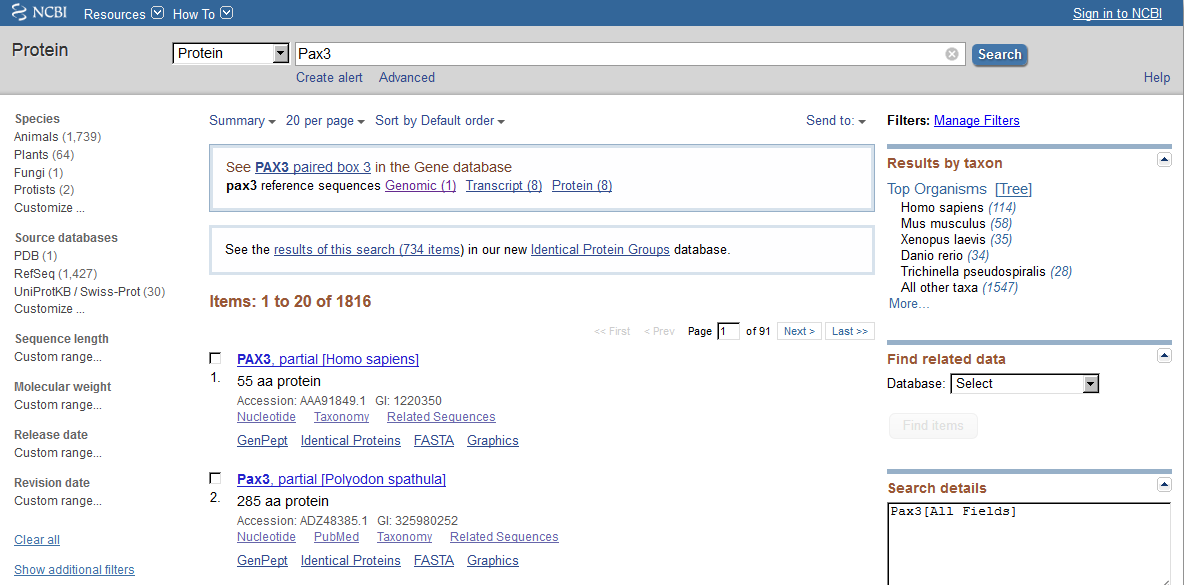 NCBI Resources How To Sign in to NCBI
Protein
Protein Pax3 Search
Create alert Advanced Help
Species
Animals (1,739)
Plants (64)
Fungi (1)
Protists (2)
Customize ...
Source databases
PDB (1)
RefSeq (1,427)
UniProtKB / Swiss-Prot (30)
Customize ...
Sequence length
Custom range...
Molecular weight
Custom range...
Release date
Custom range...
Revision date
Custom range...
Clear all
Show additional filters
Summary 20 per page Sort by Default order Send to:
See PAX3 paired box 3 in the Gene database
pax3 reference sequences Genomic (1) Transcript (8) Protein (8)
See the results of this search (734 items) in our new Identical Protein Groups database.
Items: 1 to 20 of 1816
<< First < Prev Page 1 of 91 Next > Last >>
PAX3, partial [Homo sapiens]
1.
55 aa protein
Accession: AAA91849.1 GI: 1220350
Nucleotide Taxonomy Related Sequences
GenPept Identical Proteins FASTA Graphics
Pax3, partial [Polyodon spathula]
2.
285 aa protein
Accession: ADZ48385.1 GI: 325980252
Nucleotide PubMed Taxonomy Related Sequences
GenPept Identical Proteins FASTA Graphics
Filters: Manage Filters
Results by taxon
Top Organisms [Tree]
Homo sapiens (114)
Mus musculus (58)
Xenopus laevis (35)
Danio rerio (34)
Trichinella pseudospiralis (28)
All other taxa (1547)
More...
Find related data
Database: Select
Find items
Search details
Pax3[All Fields]